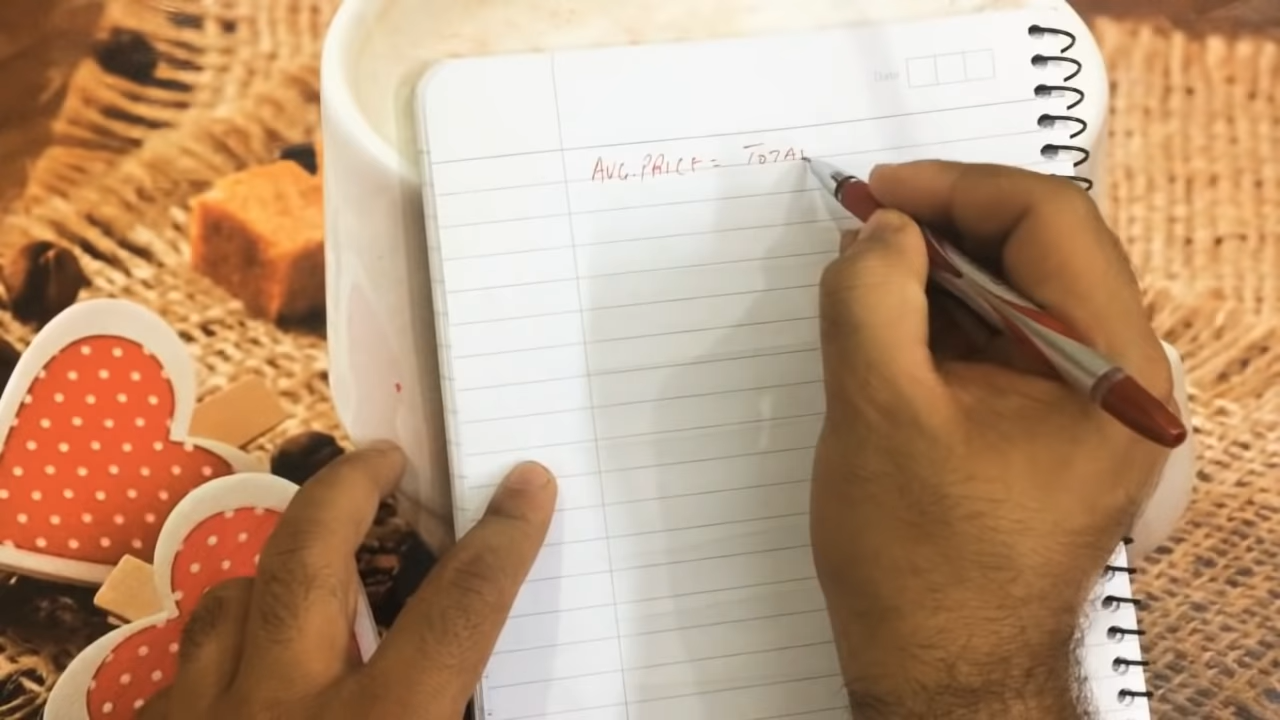 Date
AVG. PRICE = TOTAL